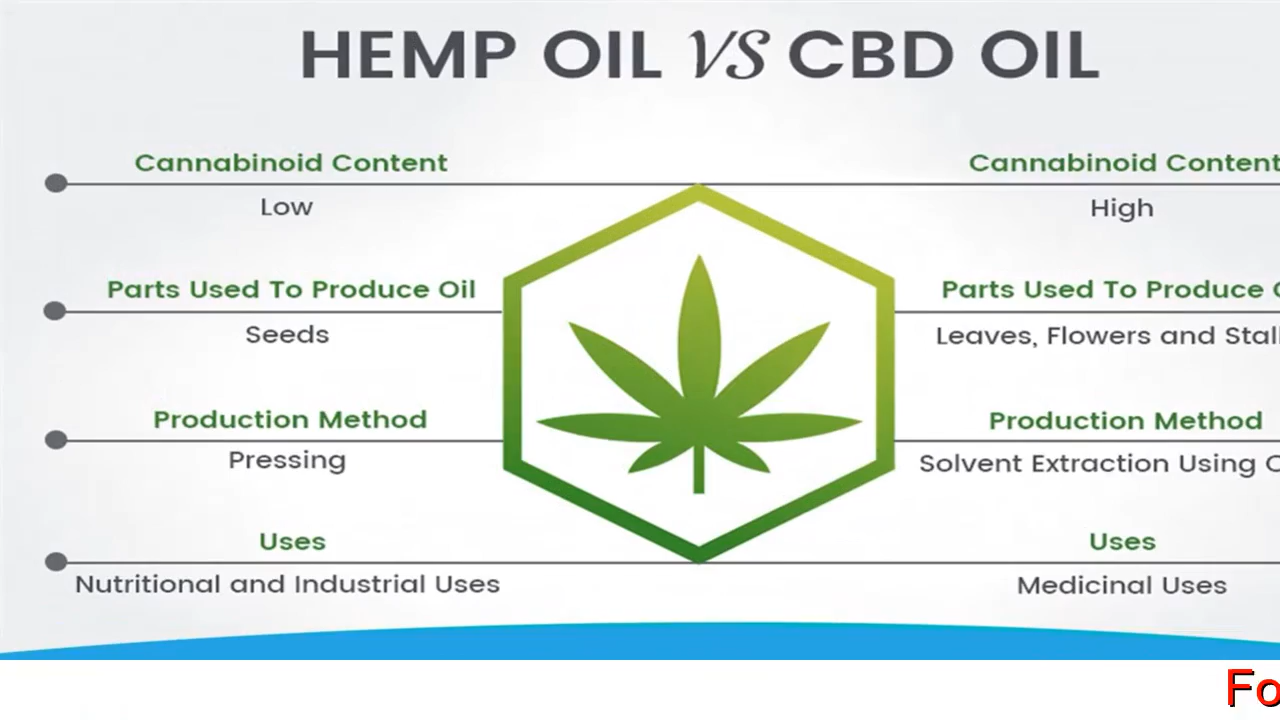 HEMP OIL VS CBD OIL
Cannabinoid Content
Low
Parts Used To Produce Oil
Seeds
Production Method
Pressing
Uses
Nutritional and Industrial Uses
Cannabinoid Content
High
Parts Used To Produce
Leaves, Flowers and
Production Method
Solvent Extraction Using
Uses
Medicinal Uses